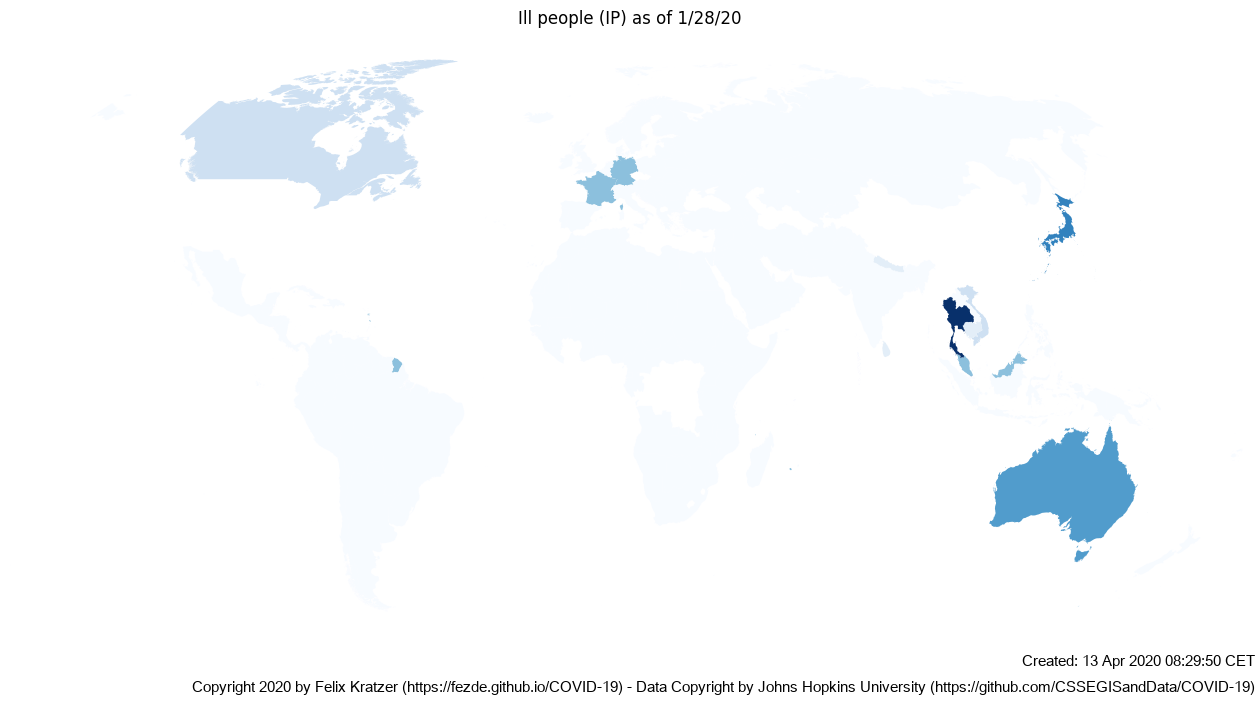 Ill people (IP) as of 1/28/20
Created: 13 Apr 2020 08:29:50 CET
Copyright 2020 by Felix Kratzer (https://fezde.github.io/COVID-19) - Data Copyright by Johns Hopkins University (https://github.com/CSSEGISandData/COVID-19)